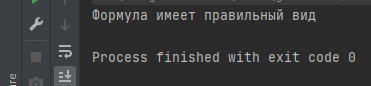 Формула имеет правильный вид
Process finished with exit code 0